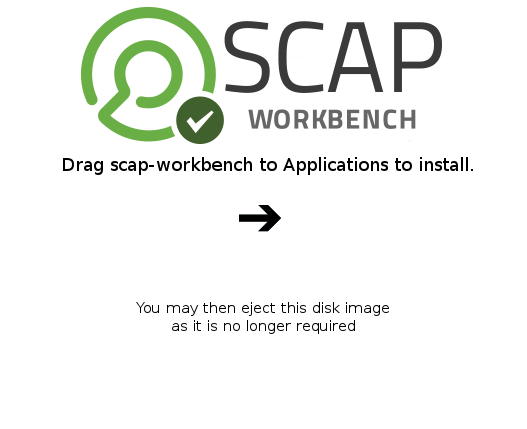 SCAP
WORKBENCH
Drag scap-workbench to Applications to install.
You may then eject this disk image
as it is no longer required